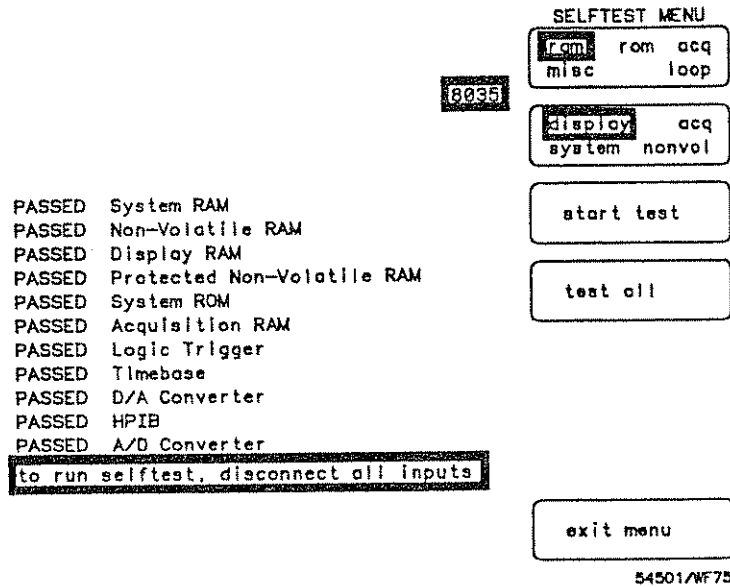 SELFTEST MENU
ram rom acq
misc loop
8035
display acq
system nonvol
PASSED System RAM
start test
PASSED Non-Volatile RAM
PASSED Display RAM
PASSED Protected Non-Volatile RAM
test all
PASSED System ROM
PASSED Acquisition RAM
PASSED Logic Trigger
PASSED Timebase
PASSED D/A Converter
PASSED HPIB
PASSED A/D Converter
to run selftest, disconnect all inputs
exit menu
54501/WF75